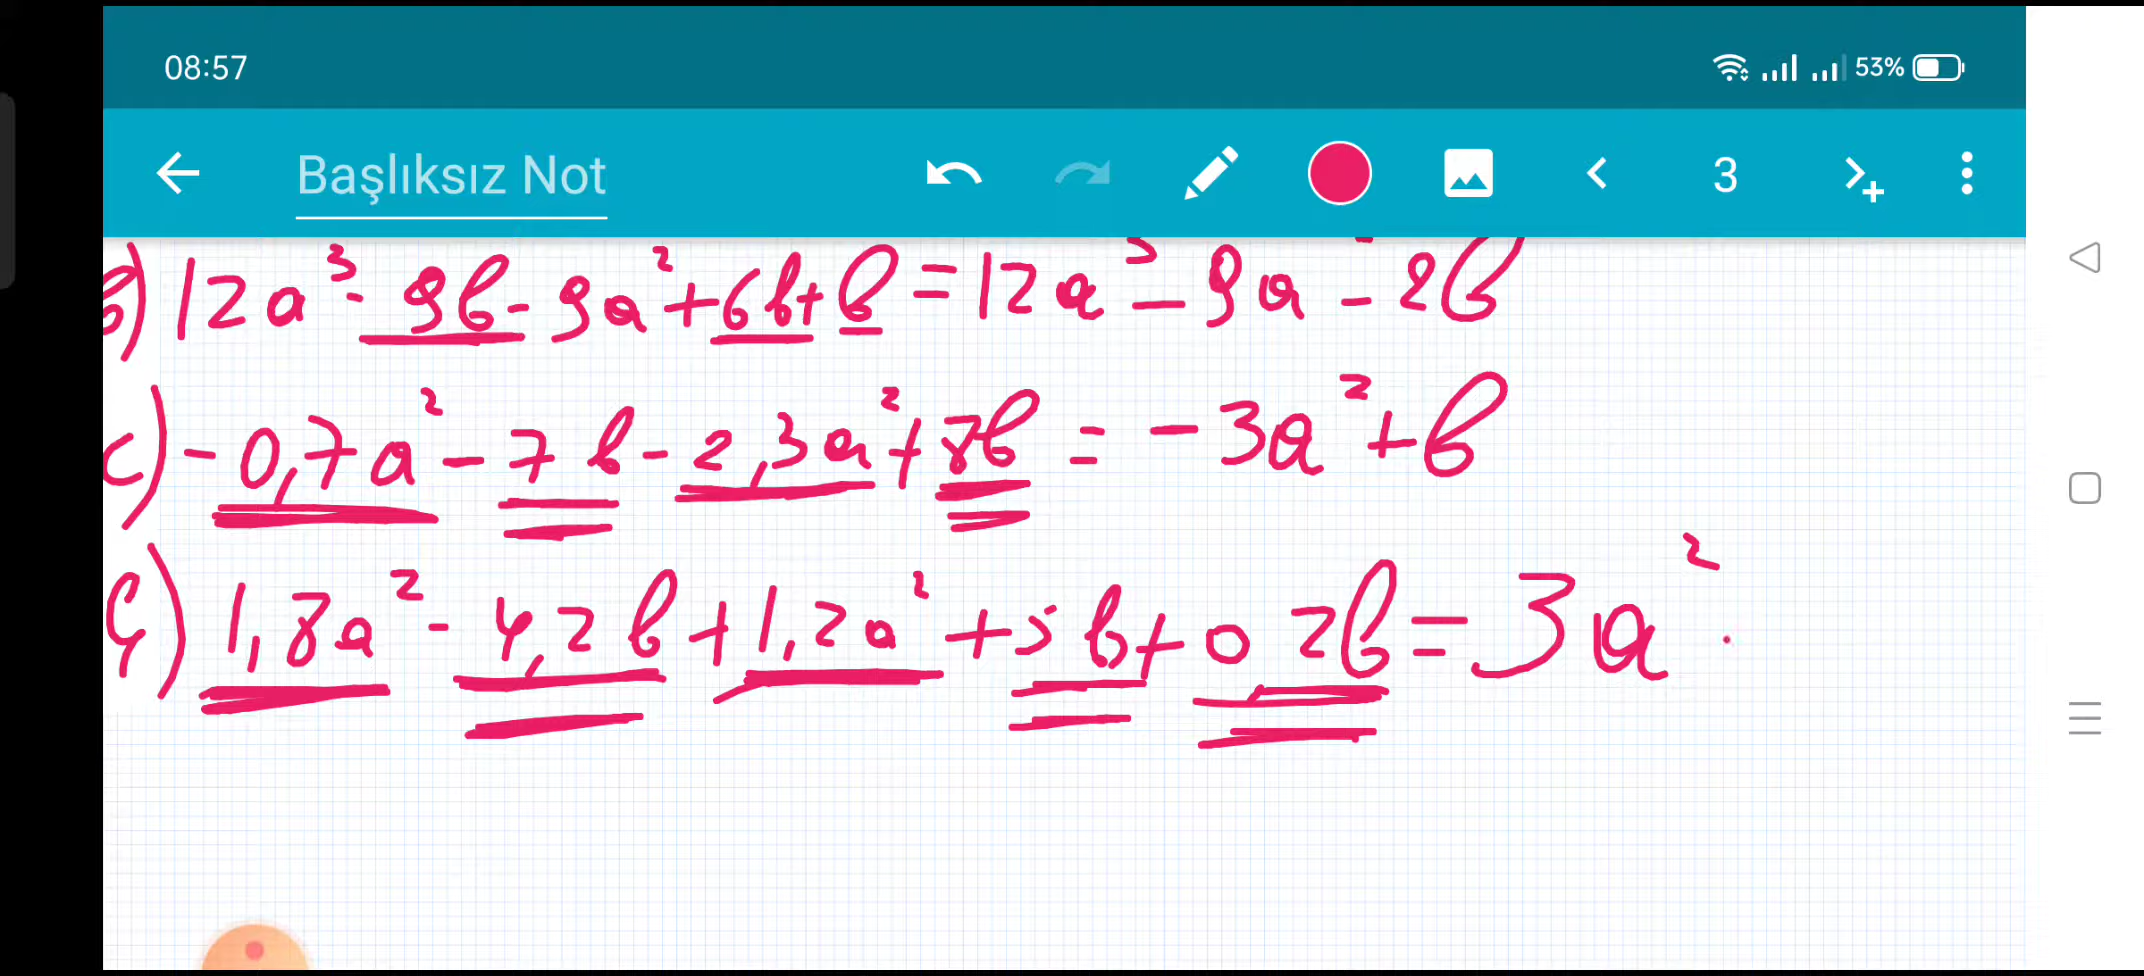 08:57 53%
Başlıksız Not 3
b) 12a³ - 9b - 9a² + 6b + b = 12a³ - 9a² - 2b
c) -0,7a² - 7b - 2,3a² + 8b = -3a² + b
ç) 1,8a² - 4,2b + 1,2a² + 5b + 0,2b = 3a²